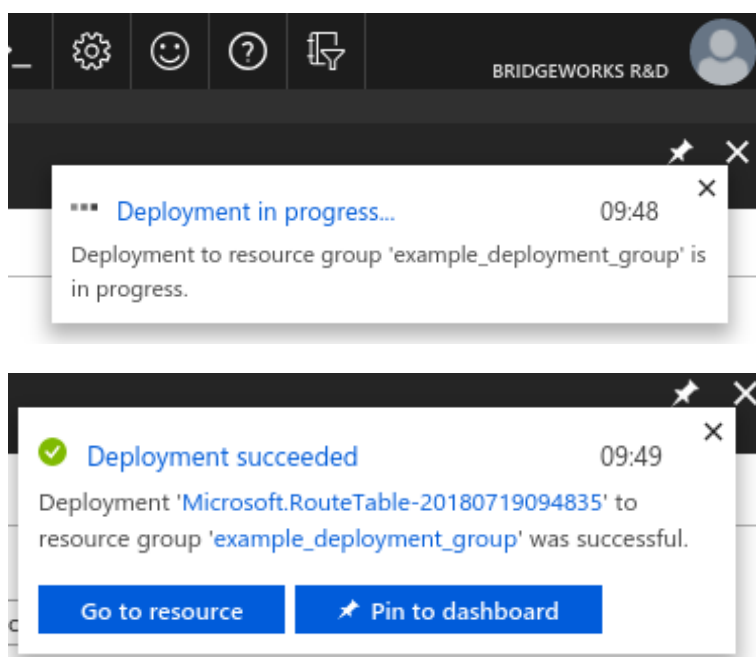 BRIDGEWORKS R&D
Deployment in progress... 09:48
Deployment to resource group 'example_deployment_group' is
in progress.
Deployment succeeded 09:49
Deployment 'Microsoft.RouteTable-20180719094835' to
resource group 'example_deployment_group' was successful.
Go to resource Pin to dashboard